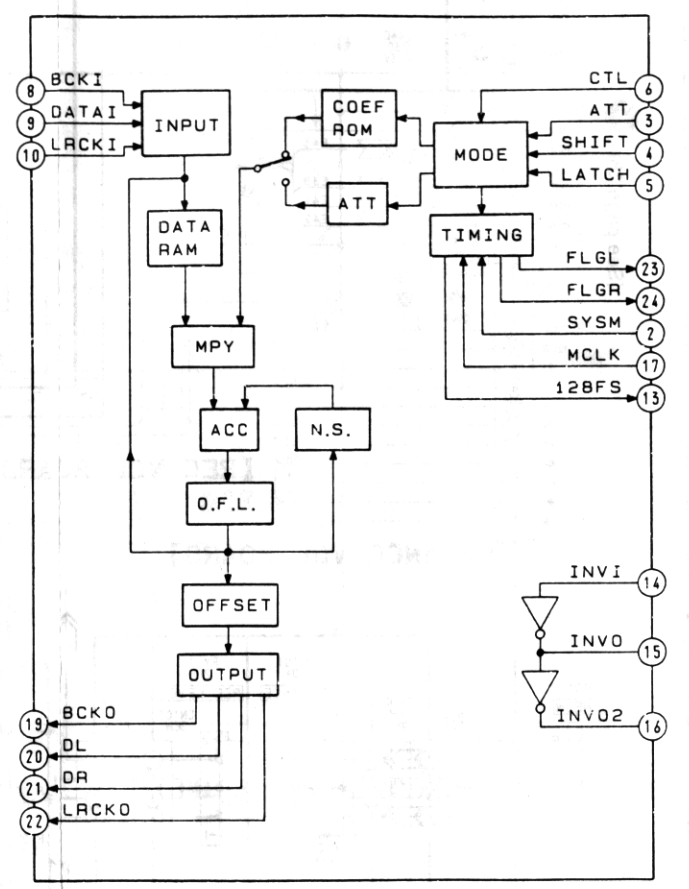 8 BCKI
9 DATAI
10 LRCKI
INPUT
DATA
RAM
COEF
ROM
ATT
MODE
TIMING
CTL 6
ATT 3
SHIFT 4
LATCH 5
FLGL 23
FLGR 24
SYSM 2
MCLK 17
128FS 13
MPY
ACC
N.S.
O.F.L.
OFFSET
OUTPUT
INVI 14
INVO 15
INVO2 16
19 BCKO
20 DL
21 DR
22 LRCKO